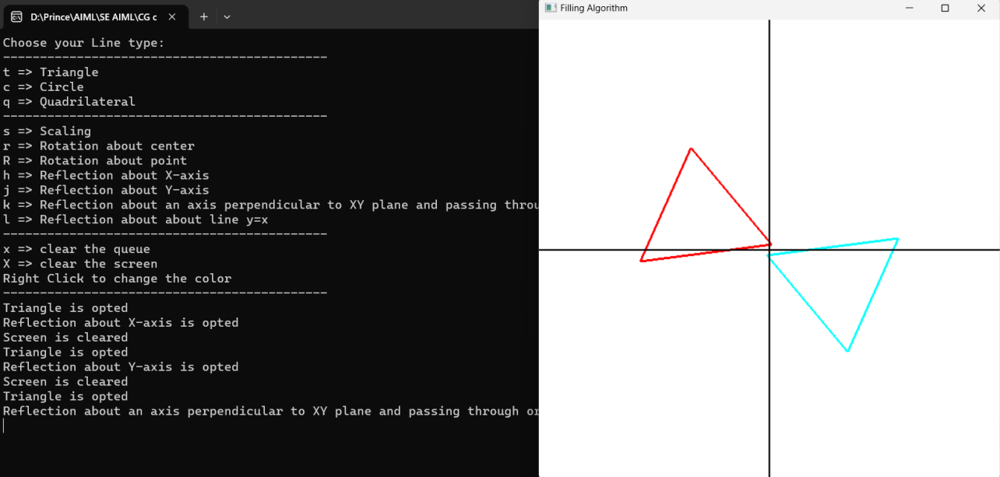 D:\Prince\AIML\SE AIML\CG c
Filling Algorithm
Choose your Line type:
--------------------------------------------
t => Triangle
c => Circle
q => Quadrilateral
--------------------------------------------
s => Scaling
r => Rotation about center
R => Rotation about point
h => Reflection about X-axis
j => Reflection about Y-axis
k => Reflection about an axis perpendicular to XY plane and passing throu
l => Reflection about about line y=x
--------------------------------------------
x => clear the queue
X => clear the screen
Right Click to change the color
--------------------------------------------
Triangle is opted
Reflection about X-axis is opted
Screen is cleared
Triangle is opted
Reflection about Y-axis is opted
Screen is cleared
Triangle is opted
Reflection about an axis perpendicular to XY plane and passing through or